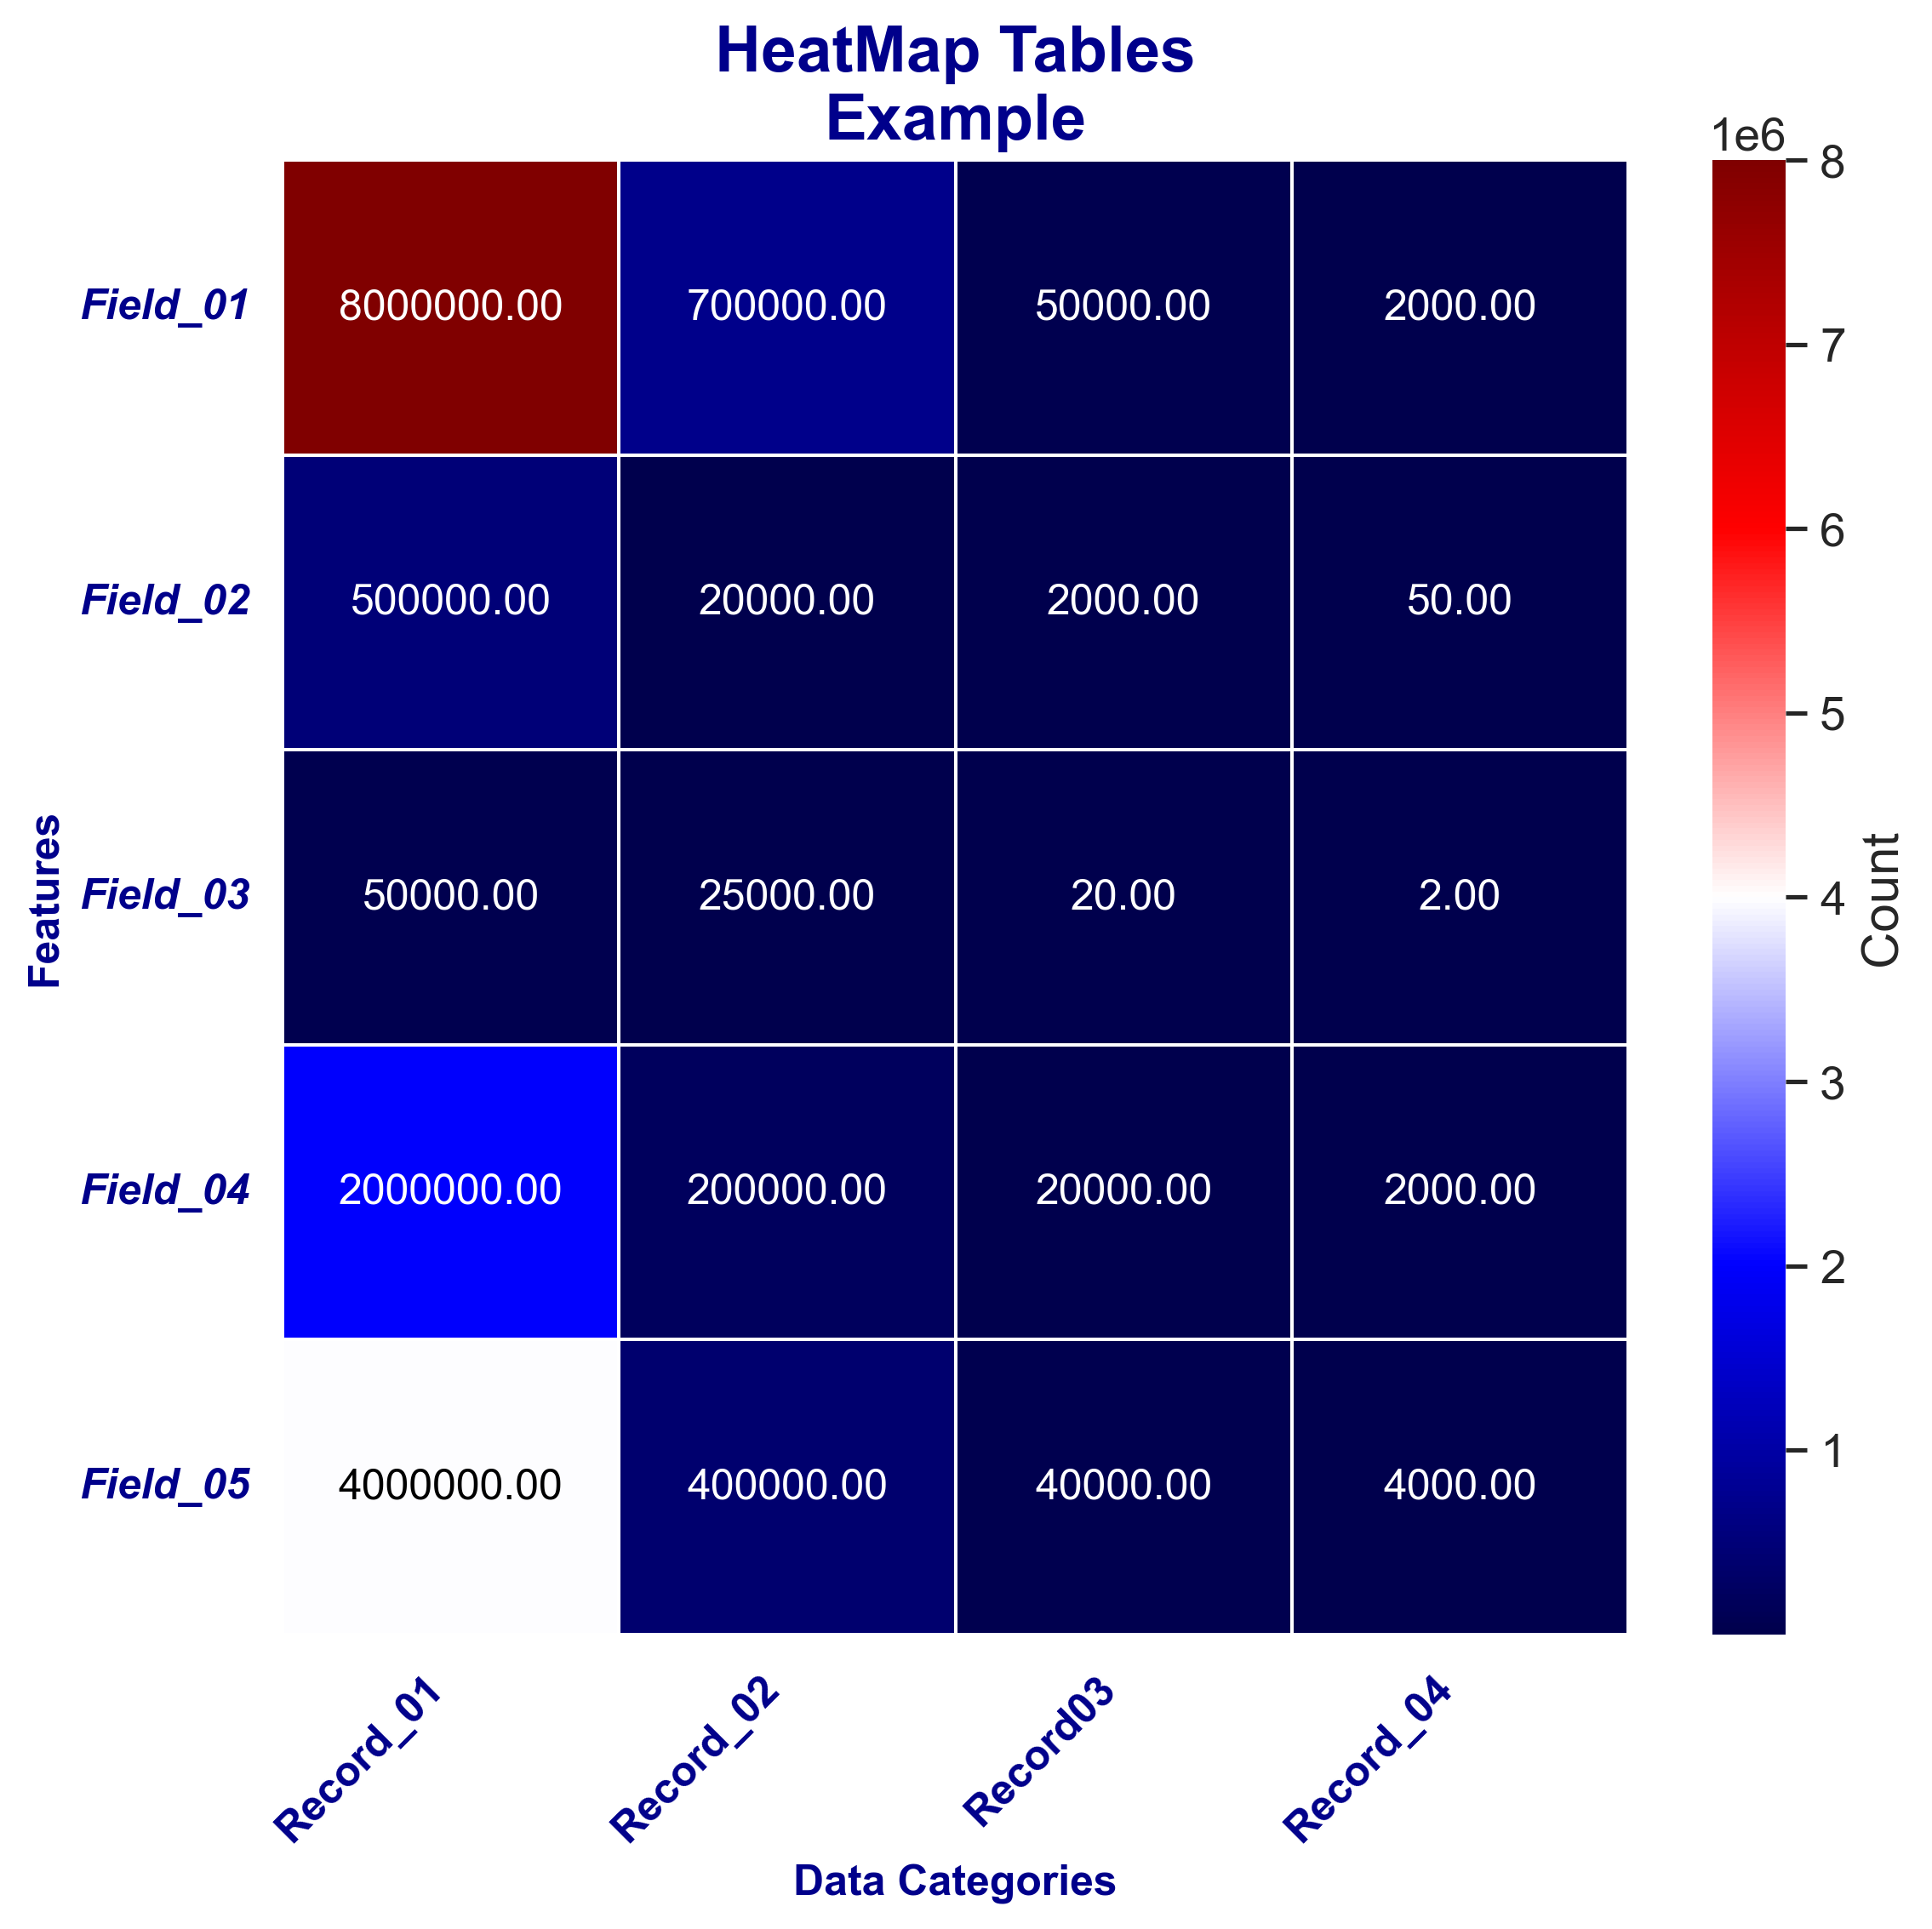 HeatMap Tables
Example
1e6
8
7
6
5
4
3
2
1
Count
Features
Field_01 8000000.00 700000.00 50000.00 2000.00
Field_02 500000.00 20000.00 2000.00 50.00
Field_03 50000.00 25000.00 20.00 2.00
Field_04 2000000.00 200000.00 20000.00 2000.00
Field_05 4000000.00 400000.00 40000.00 4000.00
Record_01 Record_02 Record03 Record_04
Data Categories